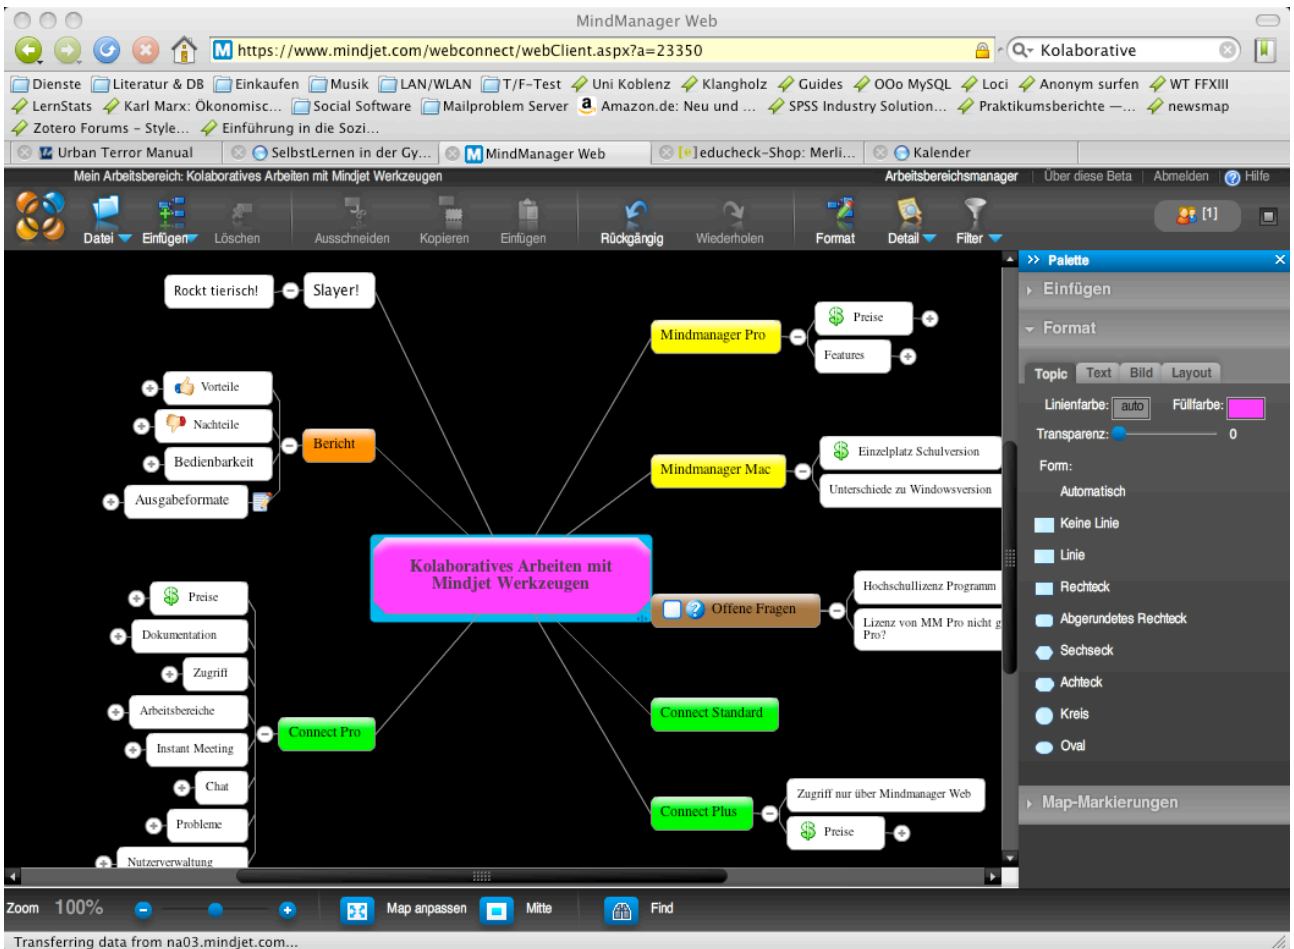 MindManager Web
https://www.mindjet.com/webconnect/webClient.aspx?a=23350
Kolaborative
Dienste Literatur & DB Einkaufen Musik LAN/WLAN T/F-Test Uni Koblenz Klangholz Guides OOo MySQL Loci Anonym surfen WT FFXIII
LernStats Karl Marx: Ökonomisc... Social Software Mailproblem Server Amazon.de: Neu und ... SPSS Industry Solution... Praktikumsberichte —... newsmap
Zotero Forums – Style... Einführung in die Sozi...
Urban Terror Manual SelbstLernen in der Gy... MindManager Web [e]educheck-Shop: Merli... Kalender
Mein Arbeitsbereich: Kolaboratives Arbeiten mit Mindjet Werkzeugen
Arbeitsbereichsmanager Über diese Beta Abmelden Hilfe
Datei Einfügen Löschen Ausschneiden Kopieren Einfügen Rückgängig Wiederholen Format Detail Filter [1]
Rockt tierisch!
Slayer!
Vorteile
Nachteile
Bedienbarkeit
Ausgabeformate
Bericht
Preise
Dokumentation
Zugriff
Arbeitsbereiche
Instant Meeting
Chat
Probleme
Nutzerverwaltung
Connect Pro
Kolaboratives Arbeiten mit
Mindjet Werkzeugen
Mindmanager Pro
Preise
Features
Mindmanager Mac
Einzelplatz Schulversion
Unterschiede zu Windowsversion
Offene Fragen
Hochschullizenz Programm
Lizenz von MM Pro nicht g
Pro?
Connect Standard
Connect Plus
Zugriff nur über Mindmanager Web
Preise
Palette
Einfügen
Format
Topic Text Bild Layout
Linienfarbe: auto Füllfarbe:
Transparenz: 0
Form:
Automatisch
Keine Linie
Linie
Rechteck
Abgerundetes Rechteck
Sechseck
Achteck
Kreis
Oval
Map-Markierungen
Zoom 100% Map anpassen Mitte Find
Transferring data from na03.mindjet.com...